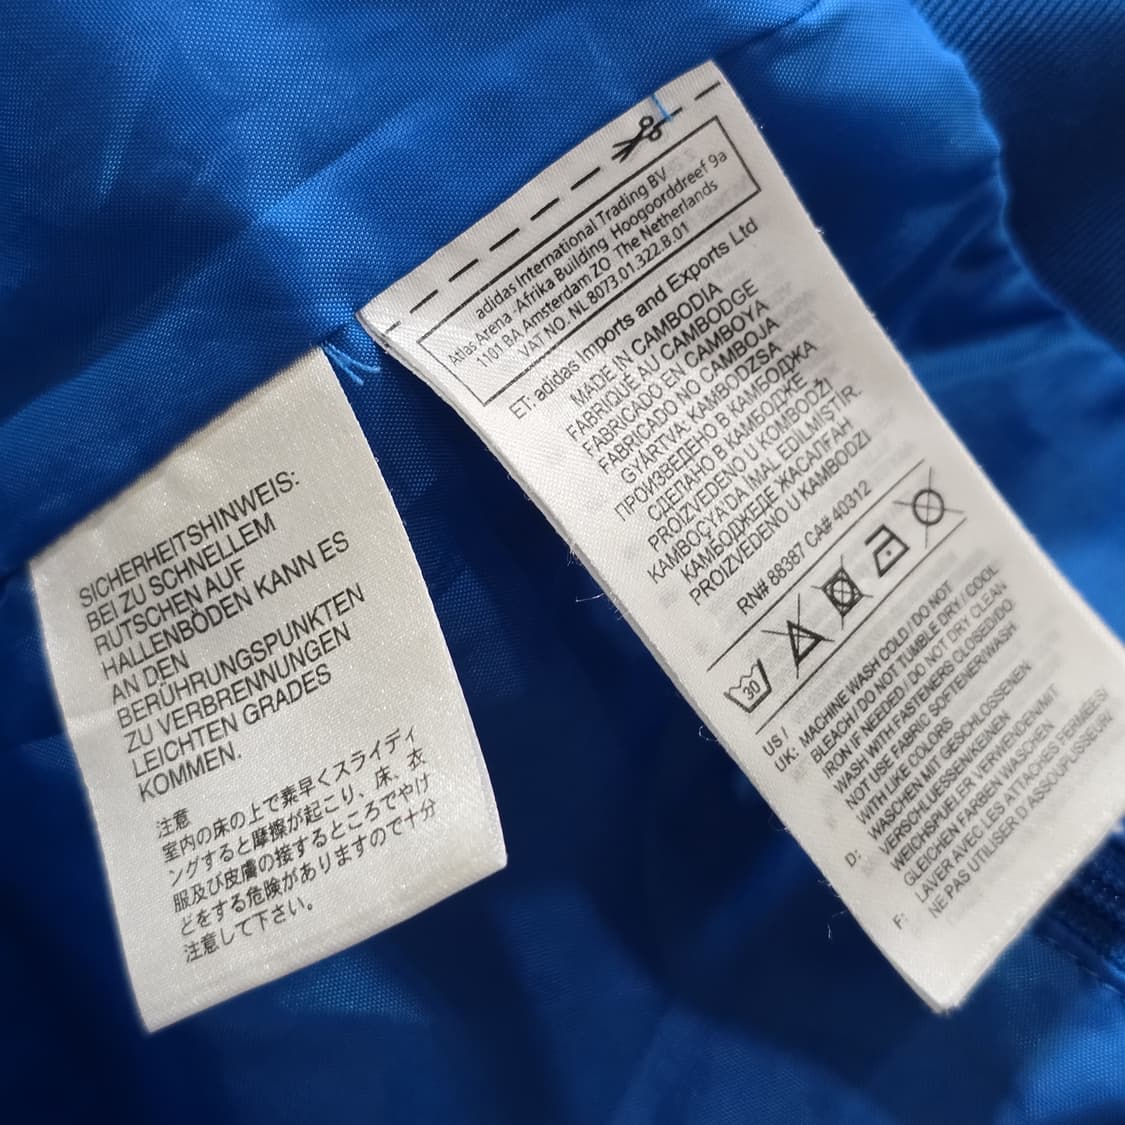 SICHERHEITSHINWEIS:
BEI ZU SCHNELLEM
RUTSCHEN AUF
HALLENBÖDEN KANN ES
AN DEN
BERÜHRUNGSPUNKTEN
ZU VERBRENNUNGEN
LEICHTEN GRADES
KOMMEN.
注意
室内の床の上で素早くスライディ
ングすると摩擦が起こり、床、衣
服及び皮膚の接するところでやけ
どをする危険がありますので十分
注意して下さい。
adidas International Trading BV
Atlas Arena Afrika Building Hoogoorddreef 9a
1101 BA Amsterdam ZO The Netherlands
VAT NO. NL 8073.01.322.B.01
ET: adidas Imports and Exports Ltd
MADE IN CAMBODIA
FABRIQUÉ AU CAMBODGE
FABRICADO EN CAMBOYA
FABRICADO NO CAMBOJA
GYÁRTVA: KAMBODZSA
ПРОИЗВЕДЕНО В КАМБОДЖА
СДЕЛАНО В КАМБОДЖЕ
PROIZVEDENO U KOMBODŽI
KAMBOÇYA'DA İMAL EDİLMİŞTİR.
КАМБОДЖЕДЕ ЖАСАЛҒАН
PROIZVEDENO U KAMBODZI
RN# 88387 CA# 40312
30
US / UK: MACHINE WASH COLD / DO NOT
BLEACH / DO NOT TUMBLE DRY / COOL
IRON IF NEEDED / DO NOT DRY CLEAN
WASH WITH FASTENERS CLOSED/DO
NOT USE FABRIC SOFTENER/WASH
WITH LIKE COLORS
D: WASCHEN MIT GESCHLOSSENEN
VERSCHLUESSEN/KEINEN
WEICHSPUELER VERWENDEN/MIT
GLEICHEN FARBEN WASCHEN
F: LAVER AVEC LES ATTACHES FERMÉES/
NE PAS UTILISER D'ASSOUPLISSEUR/